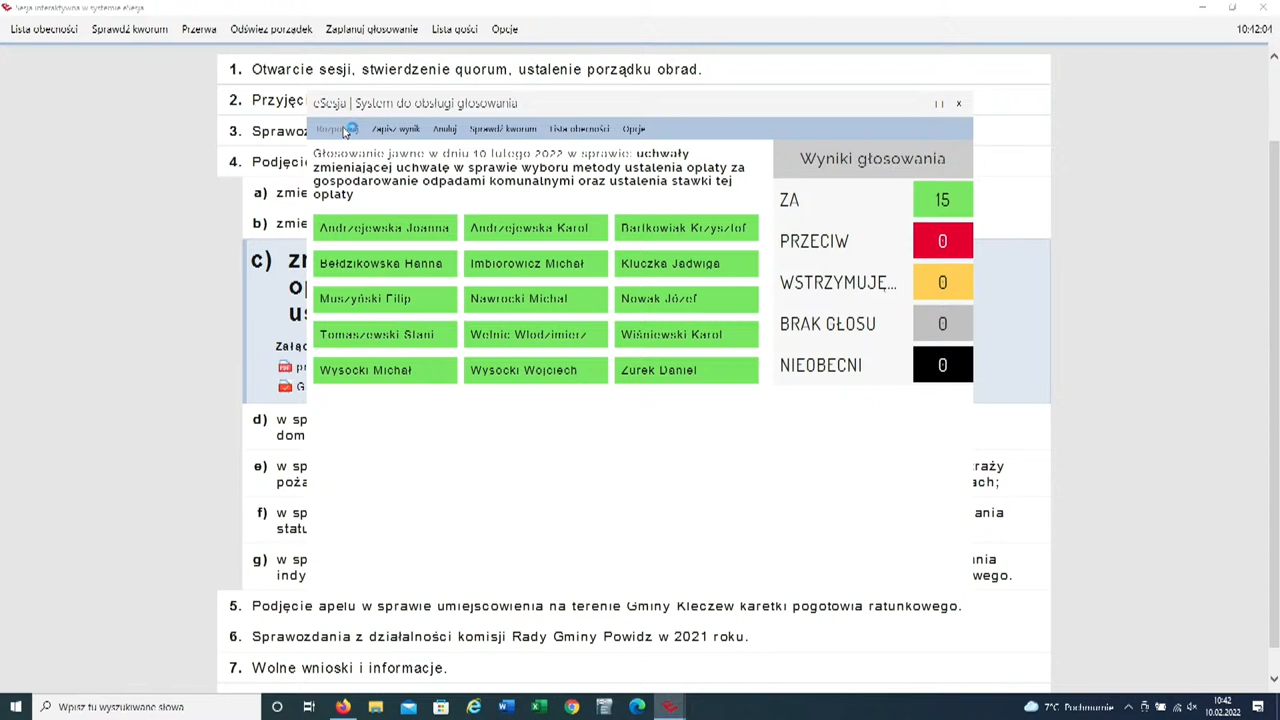 Sesja interaktywna w systemie eSesja
Lista obecności Sprawdź kworum Przerwa Odśwież porządek Zaplanuj głosowanie Lista gości Opcje 10:42:04
1. Otwarcie sesji, stwierdzenie quorum, ustalenie porządku obrad.
2. Przyjęc
3. Sprawoz
4. Podjęcie
a) zmie
b) zmie
c) zn
op
us
Załąc
pr
G
d) w sp
dom
e) w sp raży
poża ach;
f) w sp ania
statu
g) w sp nia
indy wego.
5. Podjęcie apelu w sprawie umiejscowienia na terenie Gminy Kleczew karetki pogotowia ratunkowego.
6. Sprawozdania z działalności komisji Rady Gminy Powidz w 2021 roku.
7. Wolne wnioski i informacje.
eSesja | System do obsługi głosowania
Zapisz wynik Anuluj Sprawdź kworum Lista obecności Opcje
Głosowanie jawne w dniu 10 lutego 2022 w sprawie: uchwały
zmieniającej uchwałę w sprawie wyboru metody ustalenia opłaty za
gospodarowanie odpadami komunalnymi oraz ustalenia stawki tej
opłaty
Andrzejewska Joanna Andrzejewska Karol Bartkowiak Krzysztof
Bełdzikowska Hanna Imbiorowicz Michał Kluczka Jadwiga
Muszyński Filip Nawrocki Michał Nowak Józef
Tomaszewski Stani Welnic Włodzimierz Wiśniewski Karol
Wysocki Michał Wysocki Wojciech Żurek Daniel
Wyniki głosowania
ZA 15
PRZECIW 0
WSTRZYMUJĘ... 0
BRAK GŁOSU 0
NIEOBECNI 0
Wpisz tu wyszukiwane słowa
7°C Pochmurnie
10:42
10.02.2022